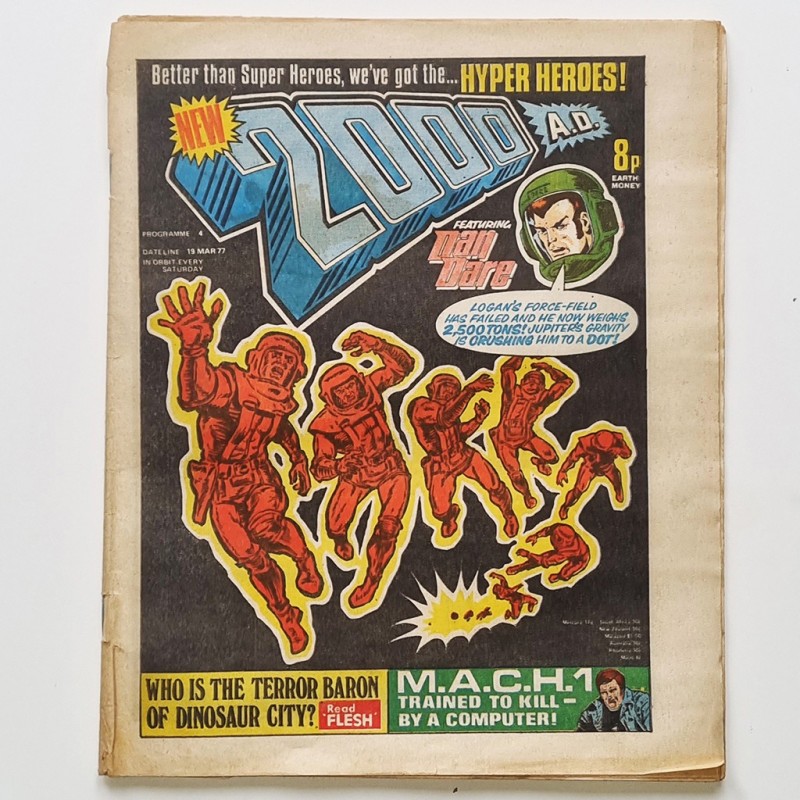 Better than Super Heroes, we've got the... HYPER HEROES!
NEW
2000
A.D.
8p
EARTH
MONEY
PROGRAMME 4
DATELINE 19 MAR 77
IN ORBIT EVERY
SATURDAY
FEATURING
Dan
Dare
DARE
LOGAN'S FORCE-FIELD
HAS FAILED AND HE NOW WEIGHS
2,500 TONS! JUPITER'S GRAVITY
IS CRUSHING HIM TO A DOT!
WHO IS THE TERROR BARON
OF DINOSAUR CITY?
Read
'FLESH'
M.A.C.H.1
TRAINED TO KILL –
BY A COMPUTER!